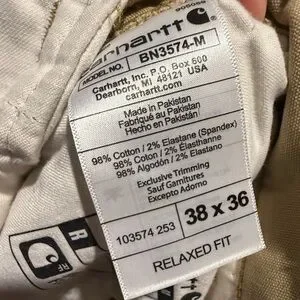 carhartt
MODEL NO. BN3574-M
Carhartt, Inc. P.O. Box 600
Dearborn, MI 48121 USA
carhartt.com
Made in Pakistan
Fabriqué au Pakistan
Hecho en Pakistán
98% Cotton / 2% Elastane (Spandex)
98% Coton / 2% Élasthanne
98% Algodón / 2% Elastano
Exclusive Trimming
Sauf Garnitures
Excepto Adorno
103574 253
38 x 36
RELAXED FIT